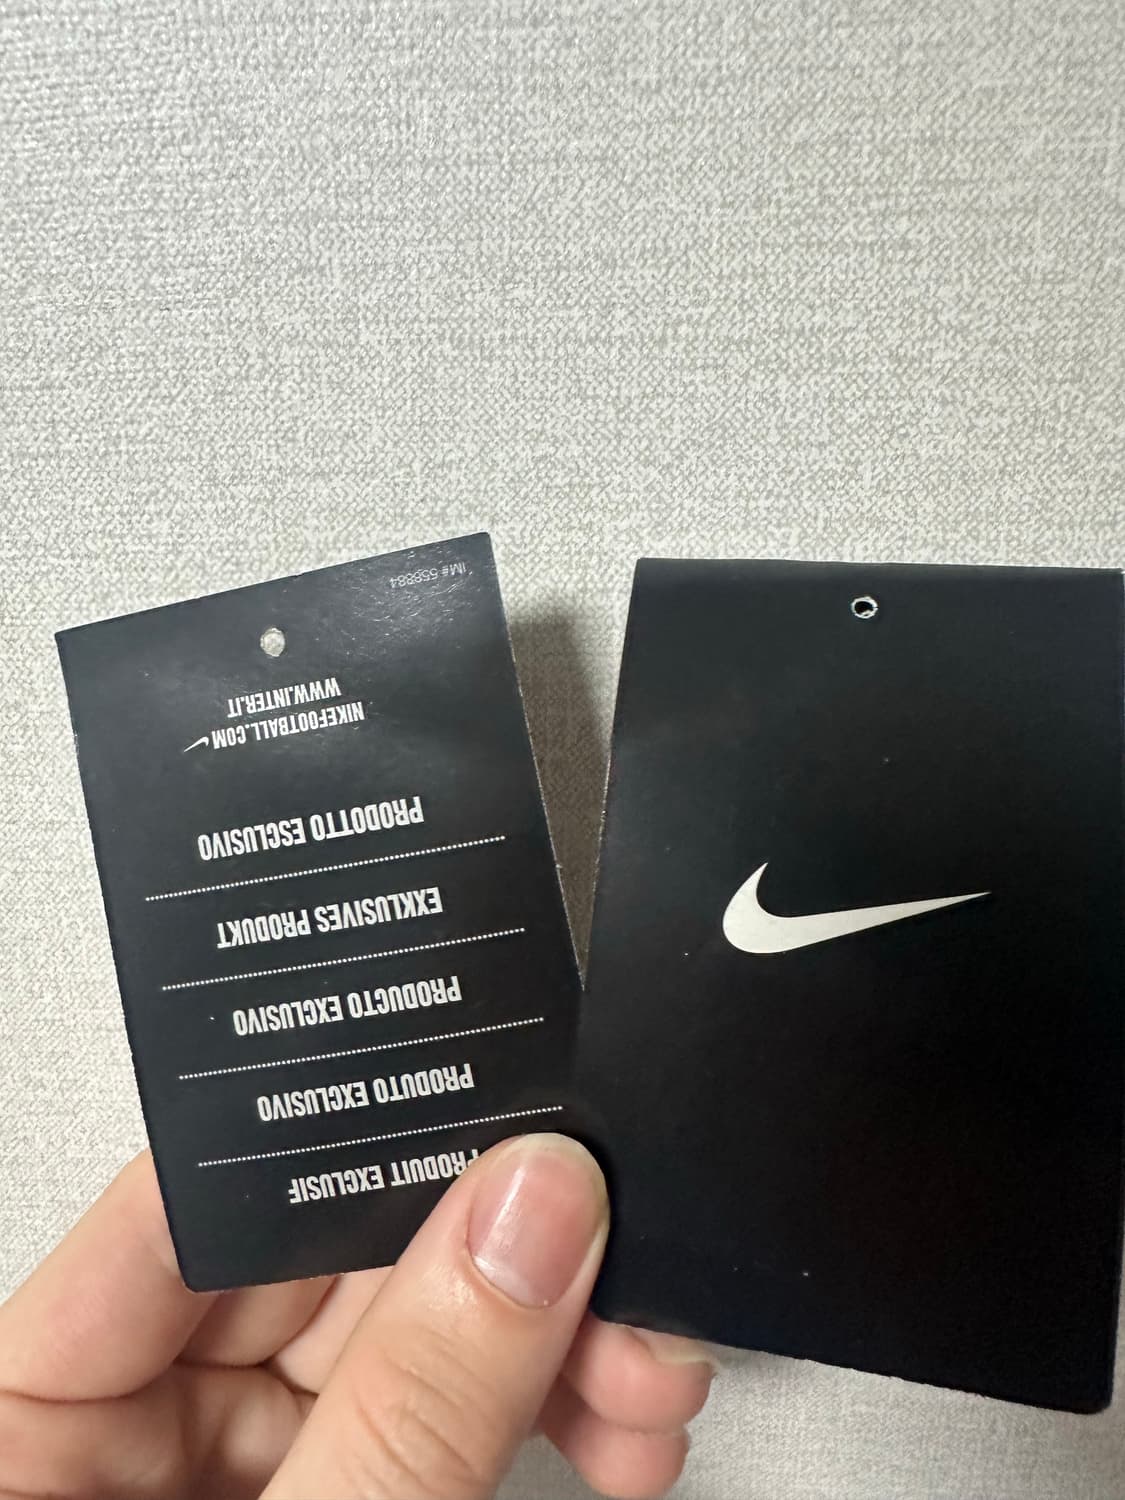 PRODUIT EXCLUSIF
PRODUTO EXCLUSIVO
PRODUCTO EXCLUSIVO
EXKLUSIVES PRODUKT
PRODOTTO ESCLUSIVO
NIKEFOOTBALL.COM
WWW.INTER.IT
IM# 558884